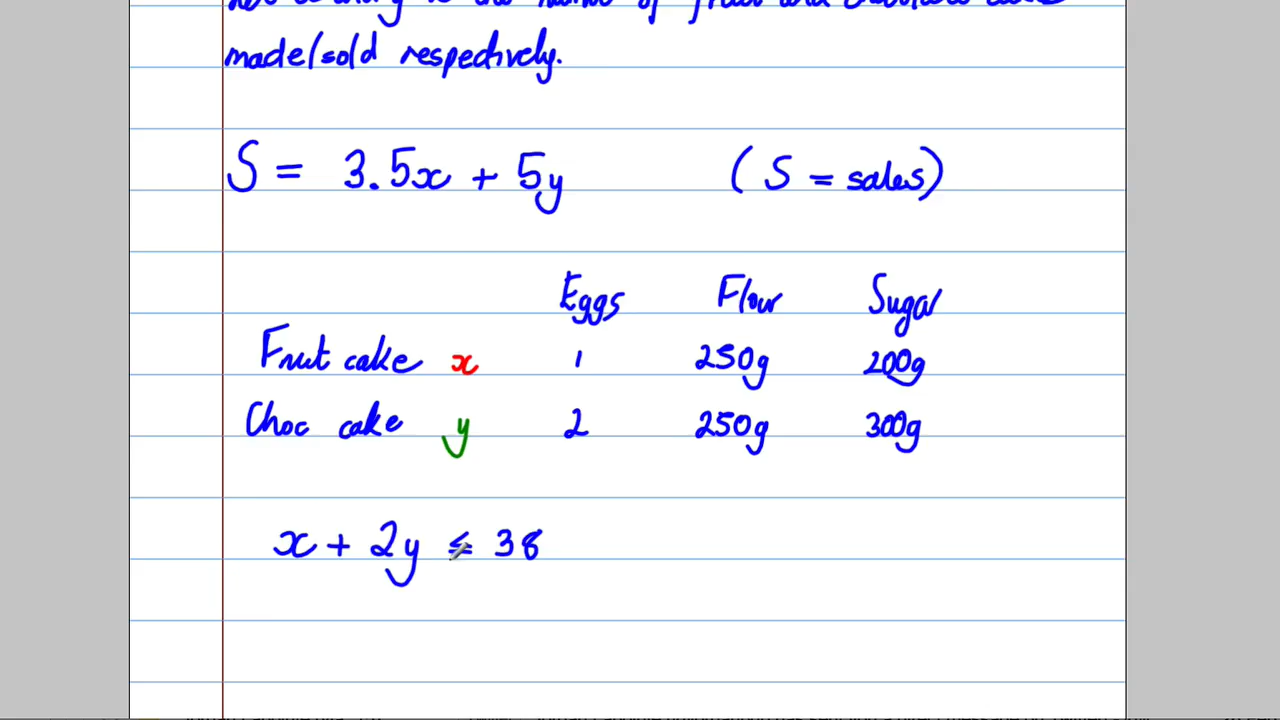 made/sold respectively.
S = 3.5x + 5y (S = sales)
Eggs Flour Sugar
Fruit cake x 1 250g 200g
Choc cake y 2 250g 300g
x + 2y ≤ 38